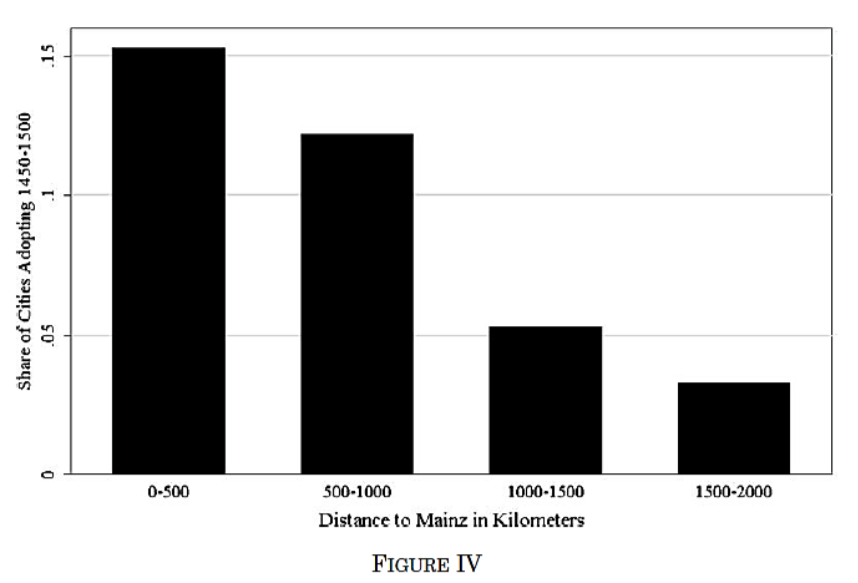 Share of Cities Adopting 1450-1500
.15
.1
.05
0
0-500 500-1000 1000-1500 1500-2000
Distance to Mainz in Kilometers
FIGURE IV